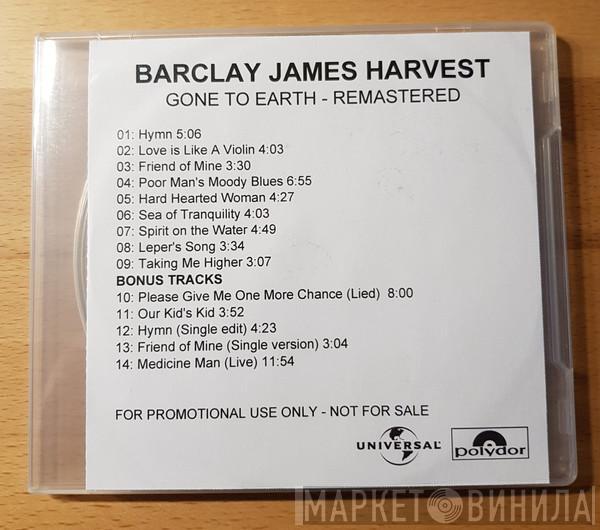 BARCLAY JAMES HARVEST
GONE TO EARTH - REMASTERED
01: Hymn 5:06
02: Love is Like A Violin 4:03
03: Friend of Mine 3:30
04: Poor Man's Moody Blues 6:55
05: Hard Hearted Woman 4:27
06: Sea of Tranquility 4:03
07: Spirit on the Water 4:49
08: Leper's Song 3:34
09: Taking Me Higher 3:07
BONUS TRACKS
10: Please Give Me One More Chance (Lied) 8:00
11: Our Kid's Kid 3:52
12: Hymn (Single edit) 4:23
13: Friend of Mine (Single version) 3:04
14: Medicine Man (Live) 11:54
FOR PROMOTIONAL USE ONLY - NOT FOR SALE
UNIVERSAL
polydor
МАРКЕТ ВИНИЛА